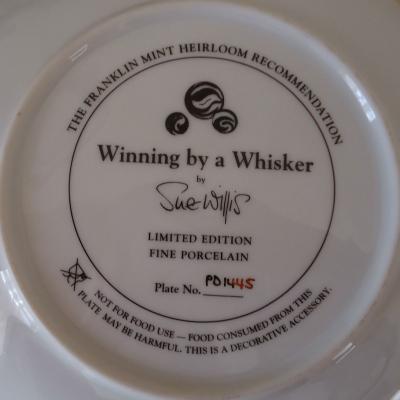 THE FRANKLIN MINT HEIRLOOM RECOMMENDATION
Winning by a Whisker
by
Sue Willis
LIMITED EDITION
FINE PORCELAIN
Plate No. PD1445
NOT FOR FOOD USE — FOOD CONSUMED FROM THIS
PLATE MAY BE HARMFUL. THIS IS A DECORATIVE ACCESSORY.